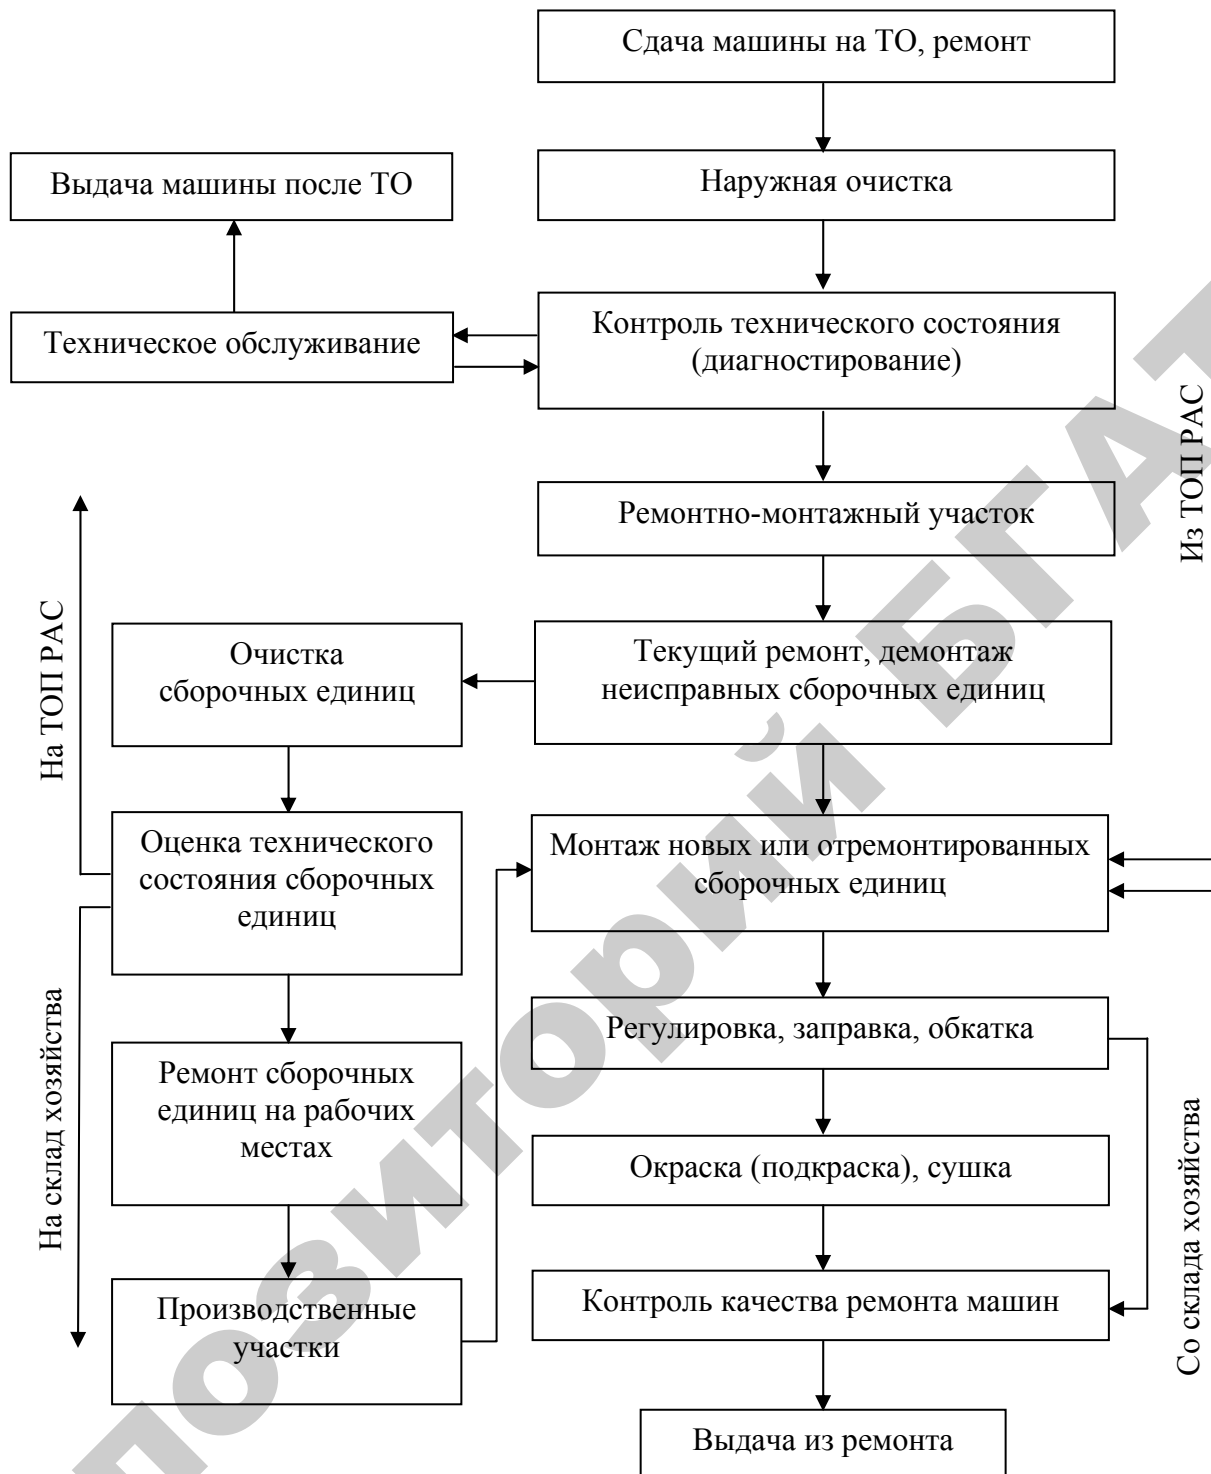 Сдача машины на ТО, ремонт
Выдача машины после ТО
Наружная очистка
Техническое обслуживание
Контроль технического состояния
(диагностирование)
Из ТОП РАС
Ремонтно-монтажный участок
На ТОП РАС
Очистка
сборочных единиц
Текущий ремонт, демонтаж
неисправных сборочных единиц
Оценка технического
состояния сборочных
единиц
Монтаж новых или отремонтированных
сборочных единиц
На склад хозяйства
Регулировка, заправка, обкатка
Ремонт сборочных
единиц на рабочих
местах
Окраска (подкраска), сушка
Со склада хозяйства
Производственные
участки
Контроль качества ремонта машин
Выдача из ремонта
позиторий БГАТ